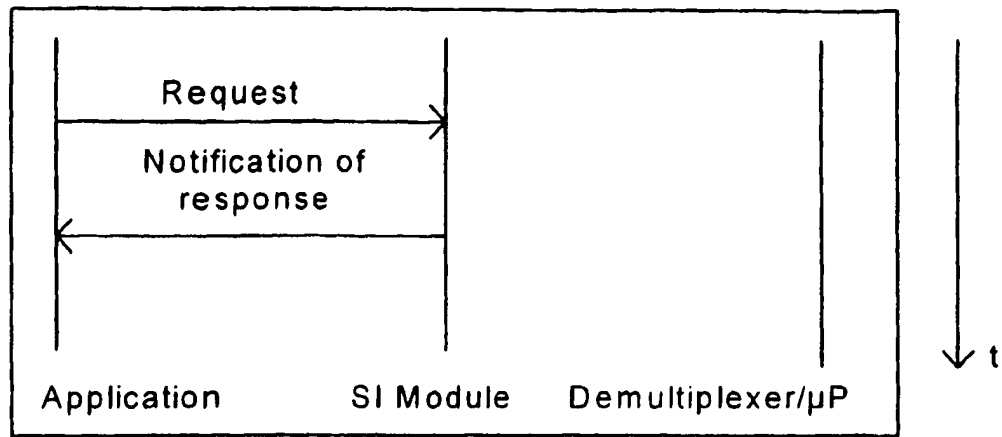 Request
Notification of
response
Application
SI Module
Demultiplexer/µP
t